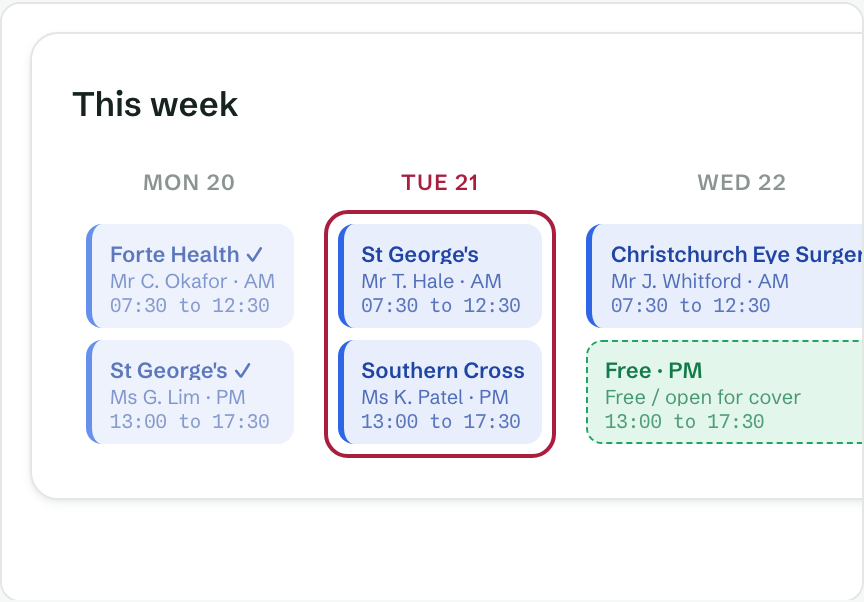 This week
MON 20
Forte Health ✓
Mr C. Okafor · AM
07:30 to 12:30
St George's ✓
Ms G. Lim · PM
13:00 to 17:30
TUE 21
St George's
Mr T. Hale · AM
07:30 to 12:30
Southern Cross
Ms K. Patel · PM
13:00 to 17:30
WED 22
Christchurch Eye
Mr J. Whitford · AM
07:30 to 12:30
Free · PM
Free / open for cover
13:00 to 17:30